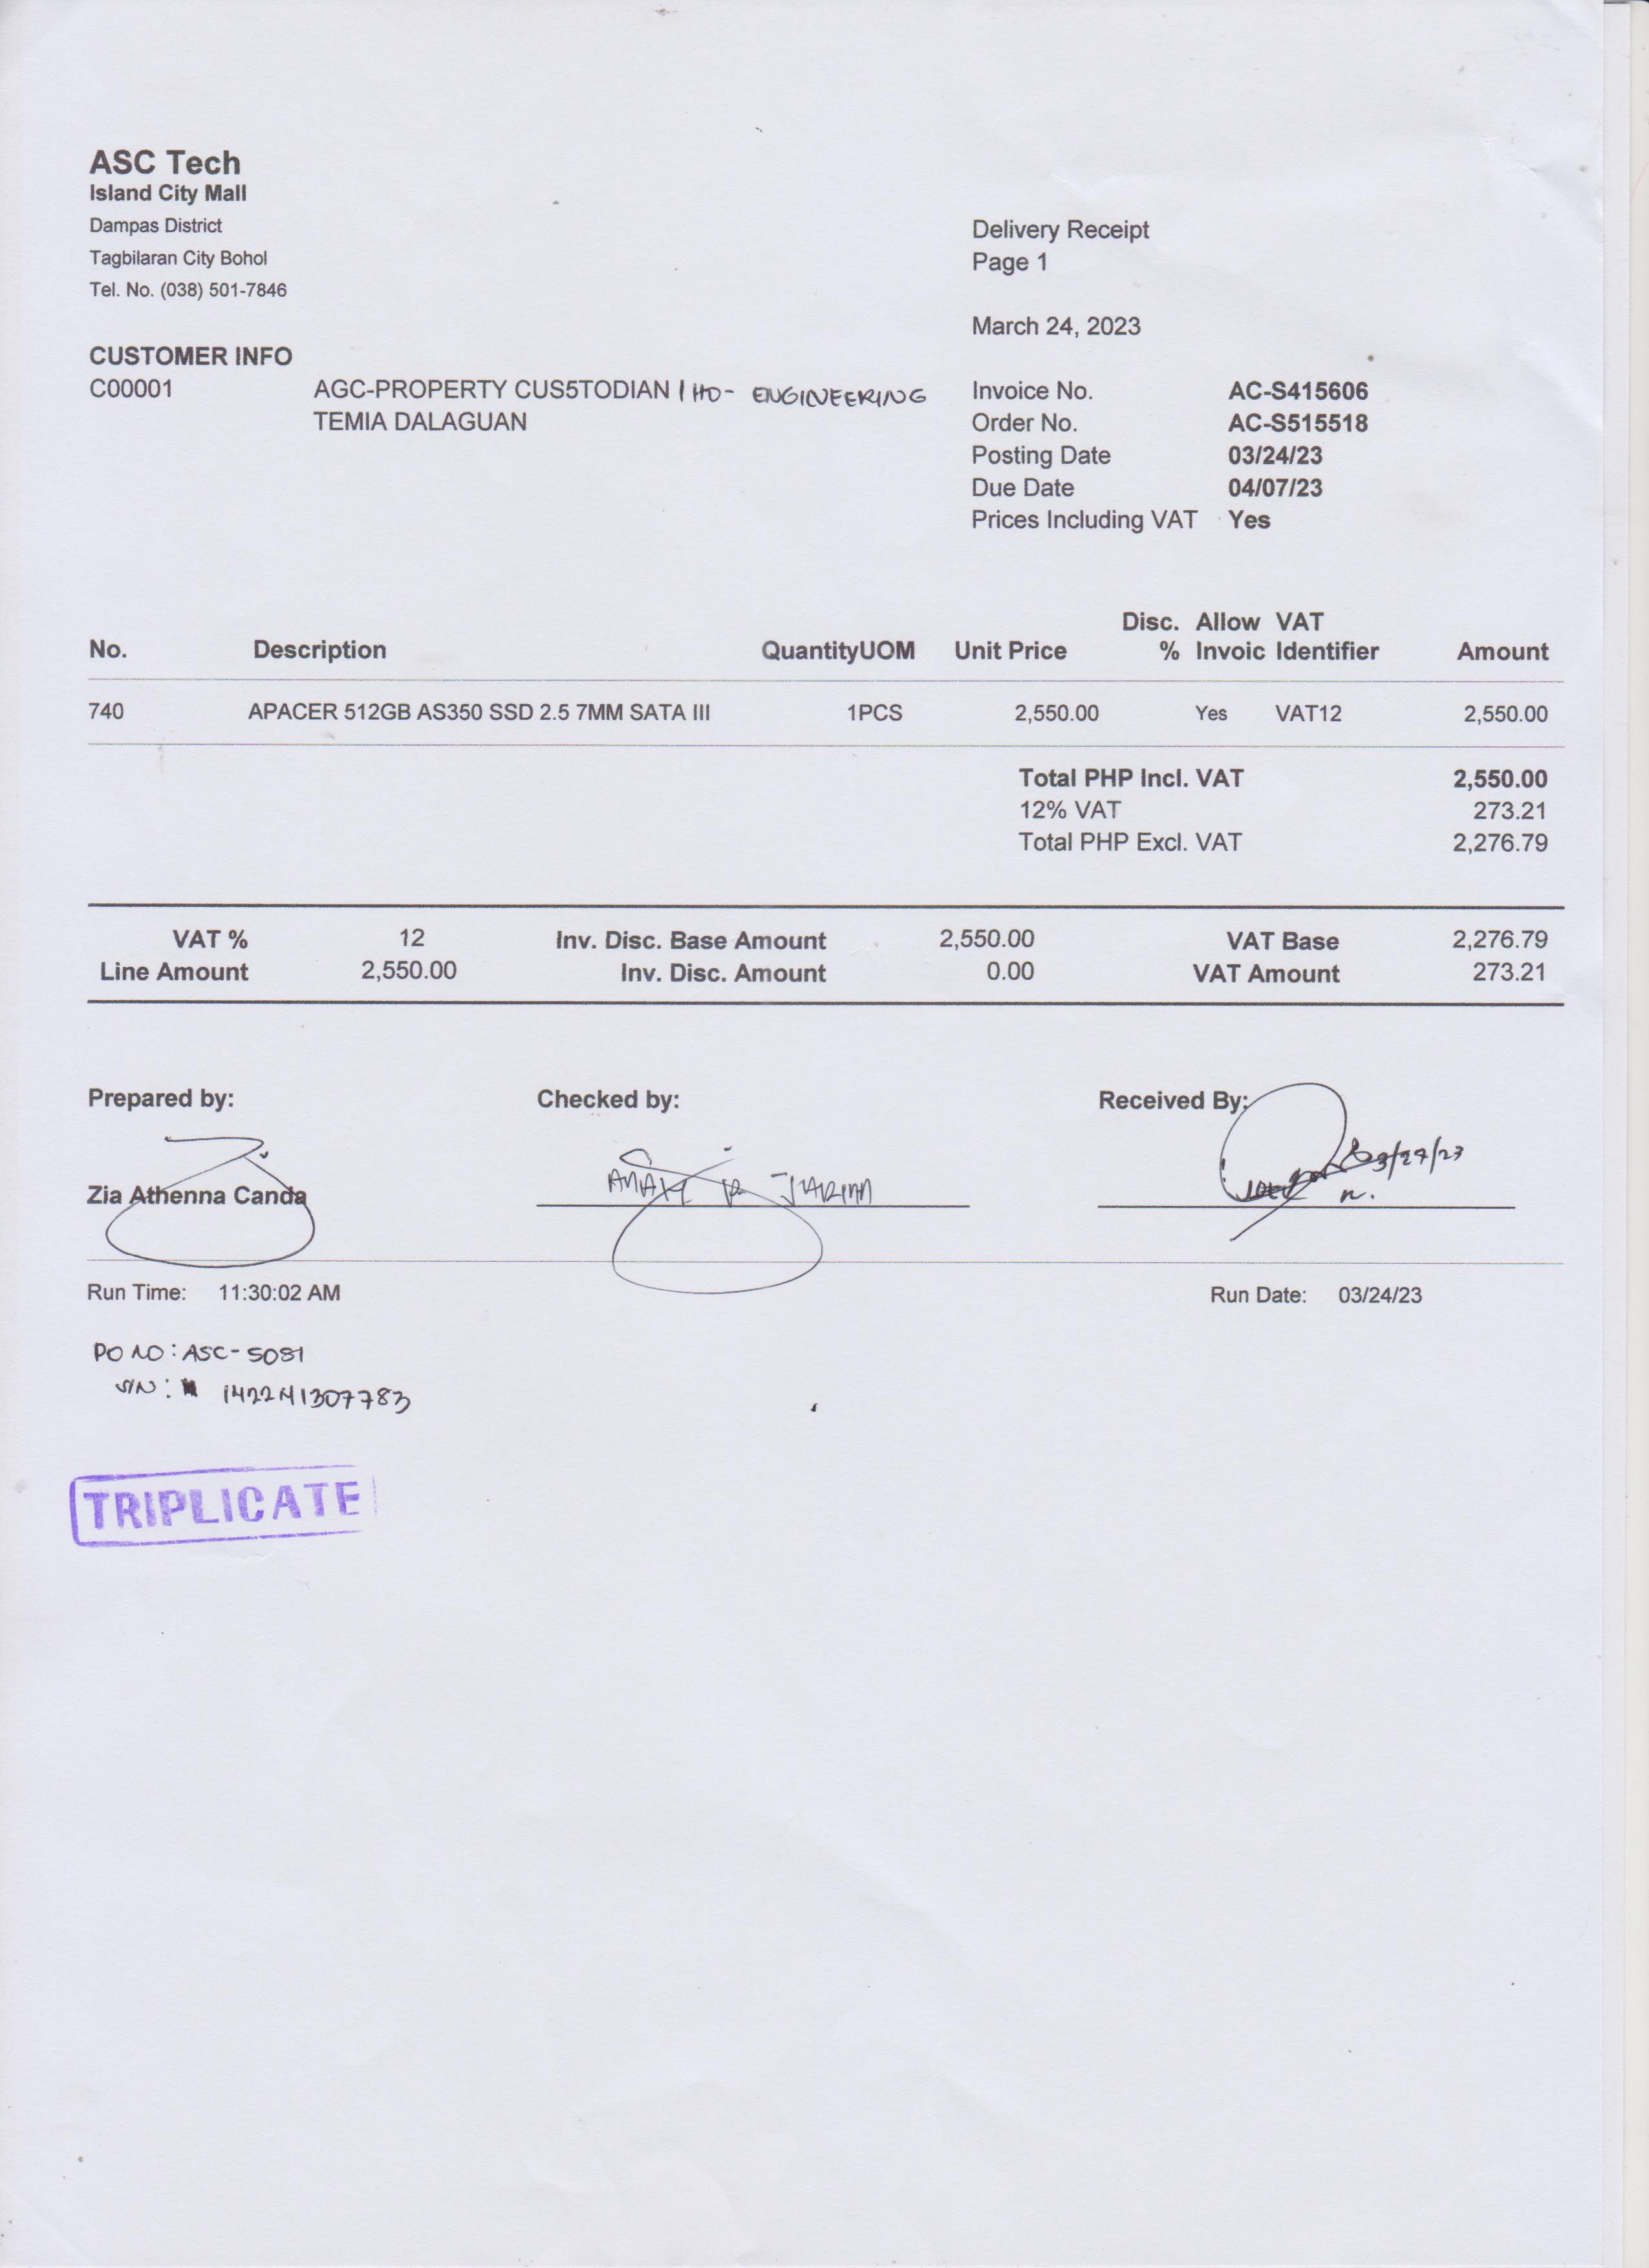 ASC Tech
Island City Mall
Dampas District
Tagbilaran City Bohol
Tel. No. (038) 501-7846
Delivery Receipt
Page 1
March 24, 2023
CUSTOMER INFO
C00001 AGC-PROPERTY CUS5TODIAN / HO- ENGINEERING
TEMIA DALAGUAN
Invoice No. AC-S415606
Order No. AC-S515518
Posting Date 03/24/23
Due Date 04/07/23
Prices Including VAT Yes
No. Description QuantityUOM Unit Price Disc. % Allow Invoic VAT Identifier Amount
740 APACER 512GB AS350 SSD 2.5 7MM SATA III 1PCS 2,550.00 Yes VAT12 2,550.00
Total PHP Incl. VAT 2,550.00
12% VAT 273.21
Total PHP Excl. VAT 2,276.79
VAT % 12 Inv. Disc. Base Amount 2,550.00 VAT Base 2,276.79
Line Amount 2,550.00 Inv. Disc. Amount 0.00 VAT Amount 273.21
Prepared by: Checked by: Received By:
Zia Athenna Canda
Run Time: 11:30:02 AM Run Date: 03/24/23
PO NO: ASC-5081
S/N:
TRIPLICATE